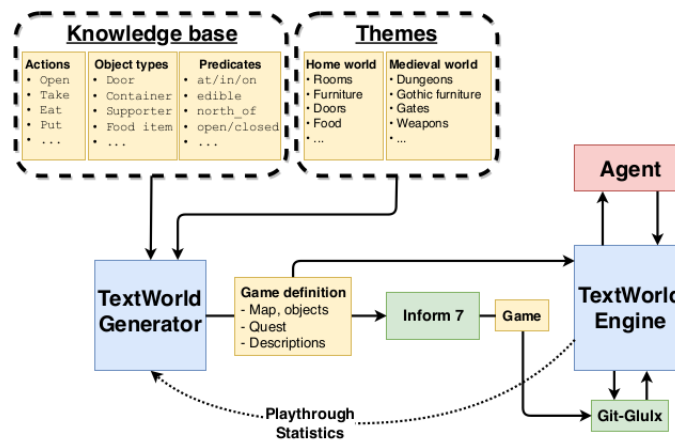 Knowledge base
Actions
• Open
• Take
• Eat
• Put
• ...
Object types
• Door
• Container
• Supporter
• Food item
• ...
Predicates
• at/in/on
• edible
• north_of
• open/closed
• ...
Themes
Home world
• Rooms
• Furniture
• Doors
• Food
• ...
Medieval world
• Dungeons
• Gothic furniture
• Gates
• Weapons
• ...
Agent
TextWorld
Generator
Game definition
- Map, objects
- Quest
- Descriptions
Inform 7
Game
TextWorld
Engine
Git-Glulx
Playthrough
Statistics